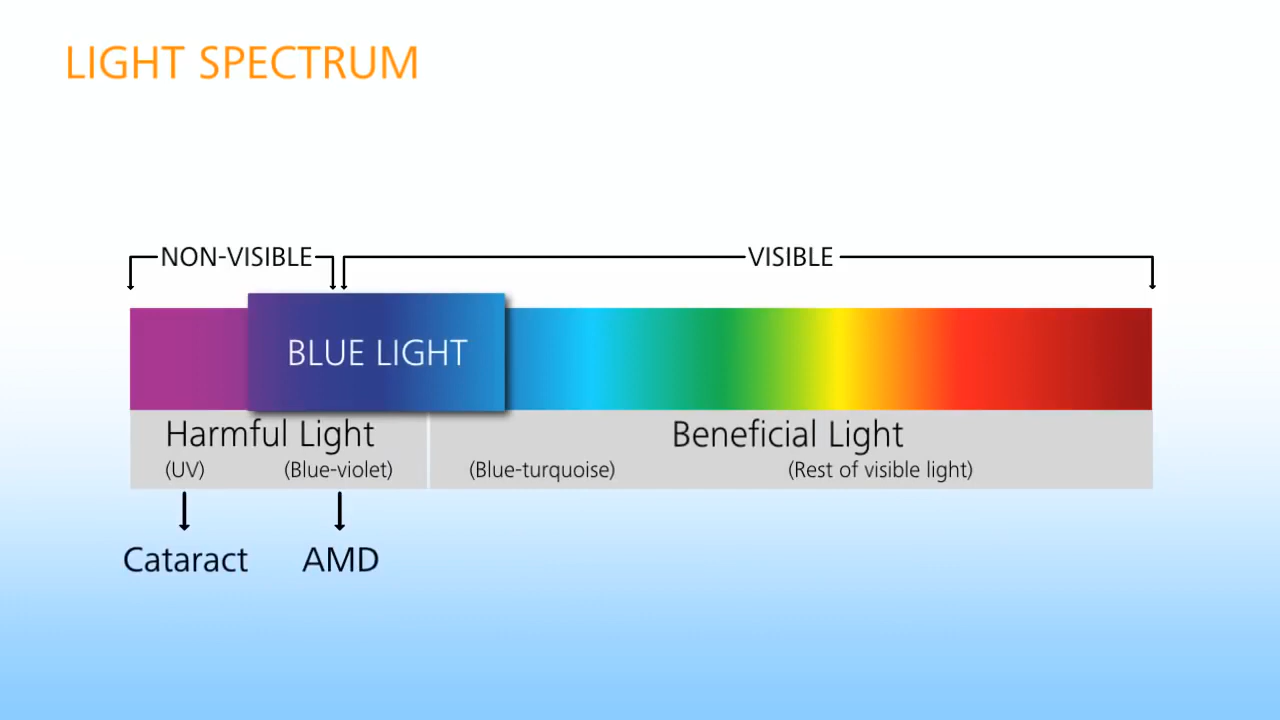 LIGHT SPECTRUM
NON-VISIBLE VISIBLE
BLUE LIGHT
Harmful Light Beneficial Light
(UV) (Blue-violet) (Blue-turquoise) (Rest of visible light)
Cataract AMD